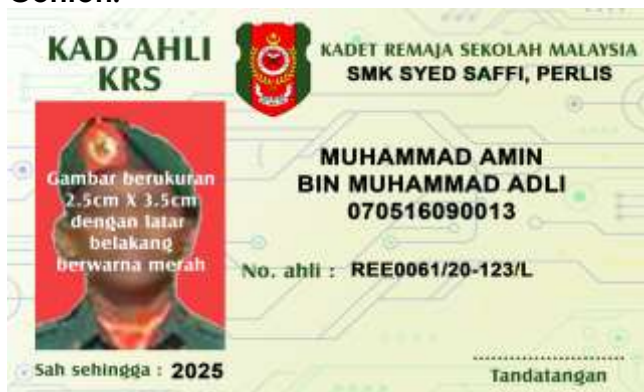 KAD AHLI
KRS
KADET REMAJA SEKOLAH MALAYSIA
SMK SYED SAFFI, PERLIS
Gambar berukuran
2.5cm X 3.5cm
dengan latar
belakang
berwarna merah
MUHAMMAD AMIN
BIN MUHAMMAD ADLI
070516090013
No. ahli : REE0061/20-123/L
Sah sehingga : 2025
Tandatangan